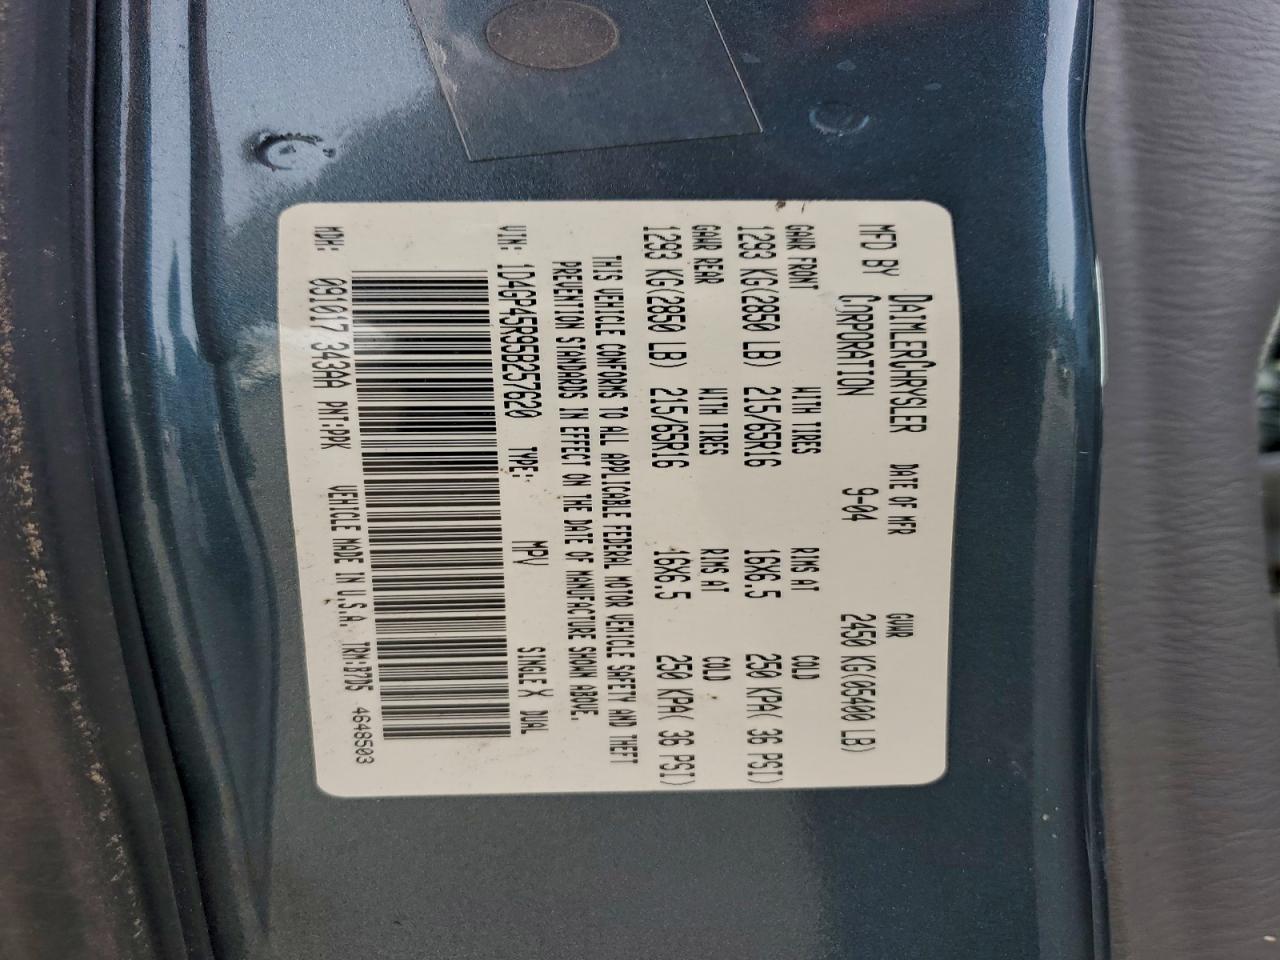 MFD BY DAIMLERCHRYSLER CORPORATION DATE OF MFR 9-04 GVWR 2450 KG(05400 LB)
GAWR FRONT WITH TIRES RIMS AT COLD
1293 KG(2850 LB) 215/65R16 16X6.5 250 KPA( 36 PSI)
GAWR REAR WITH TIRES RIMS AT COLD
1293 KG(2850 LB) 215/65R16 16X6.5 250 KPA( 36 PSI)
THIS VEHICLE CONFORMS TO ALL APPLICABLE FEDERAL MOTOR VEHICLE SAFETY AND THEFT
PREVENTION STANDARDS IN EFFECT ON THE DATE OF MANUFACTURE SHOWN ABOVE.
VIN: 1D4GP45R95B257620 TYPE: MPV SINGLE X DUAL
MDH: 091017 343AA PNT:PPK VEHICLE MADE IN U.S.A. TRM:B7D5 4648503